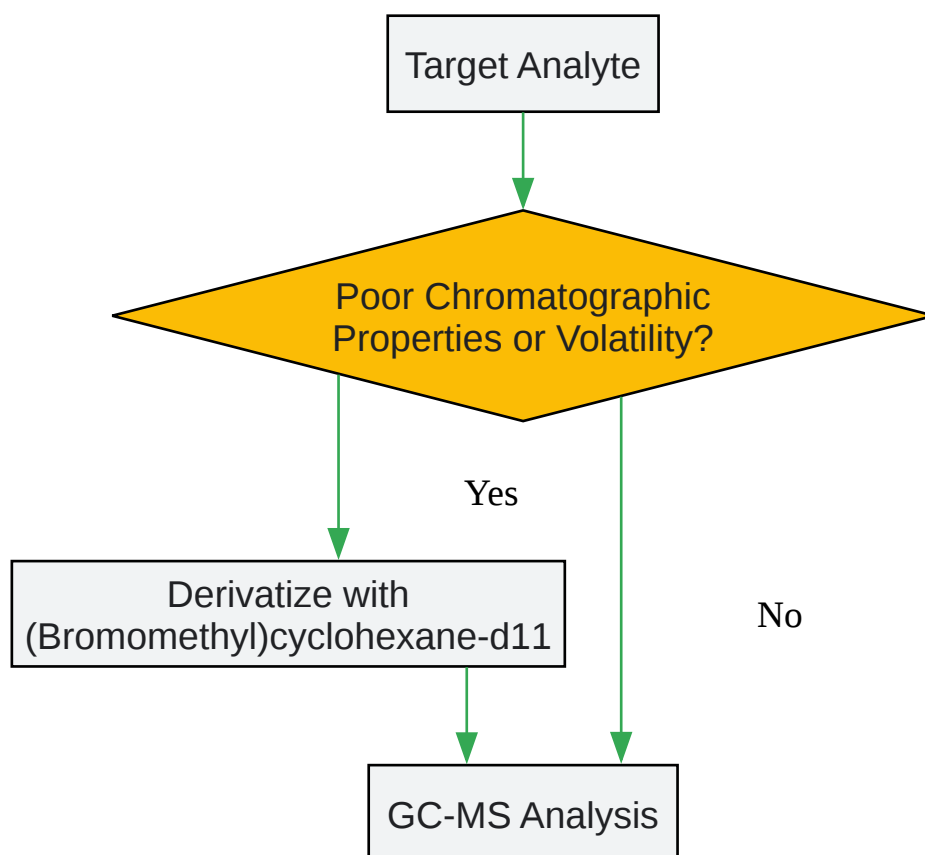 Target Analyte
Poor Chromatographic
Properties or Volatility?
Yes
Derivatize with
(Bromomethyl)cyclohexane-d11
No
GC-MS Analysis